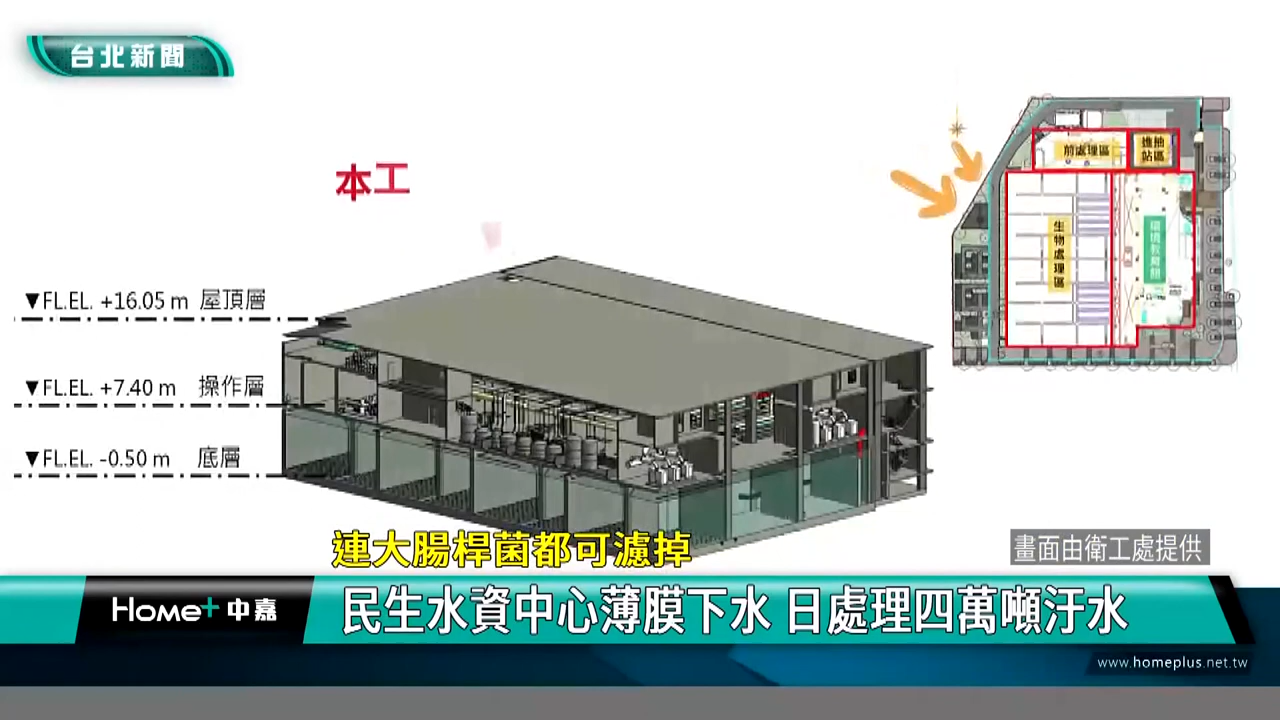 台北新聞
本工
前處理區
進抽
站區
生物處理區
環境教育館
▼FL.EL. +16.05 m 屋頂層
▼FL.EL. +7.40 m 操作層
▼FL.EL. -0.50 m 底層
連大腸桿菌都可濾掉
畫面由衛工處提供
Home+中嘉
民生水資中心薄膜下水 日處理四萬噸汙水
www.homeplus.net.tw